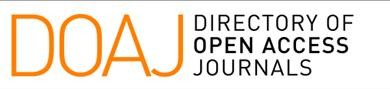 DOAJ
DIRECTORY OF
OPEN ACCESS
JOURNALS